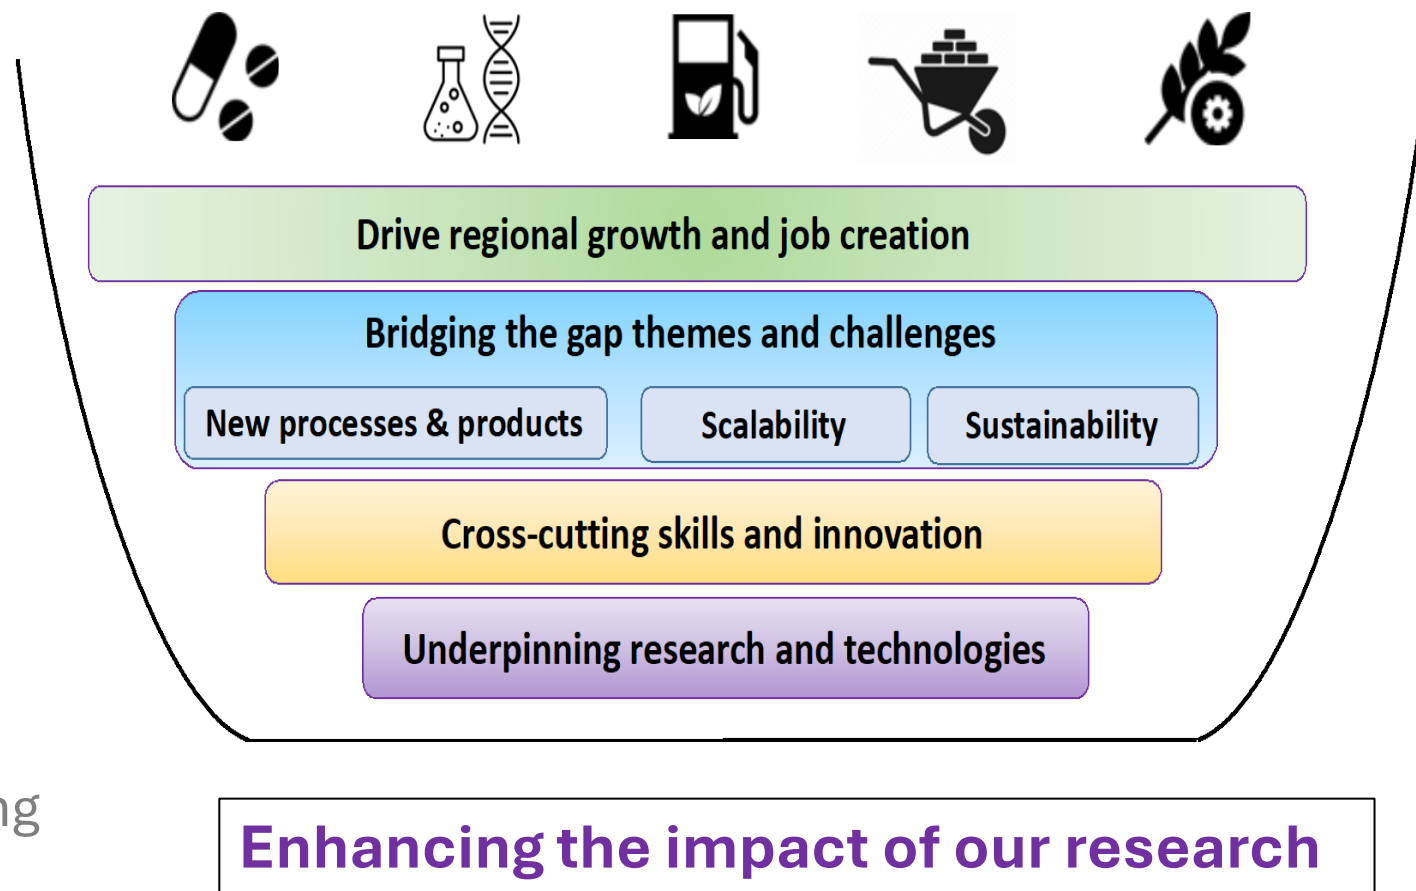 Drive regional growth and job creation
Bridging the gap themes and challenges
New processes & products
Scalability
Sustainability
Cross-cutting skills and innovation
Underpinning research and technologies
ng
Enhancing the impact of our research